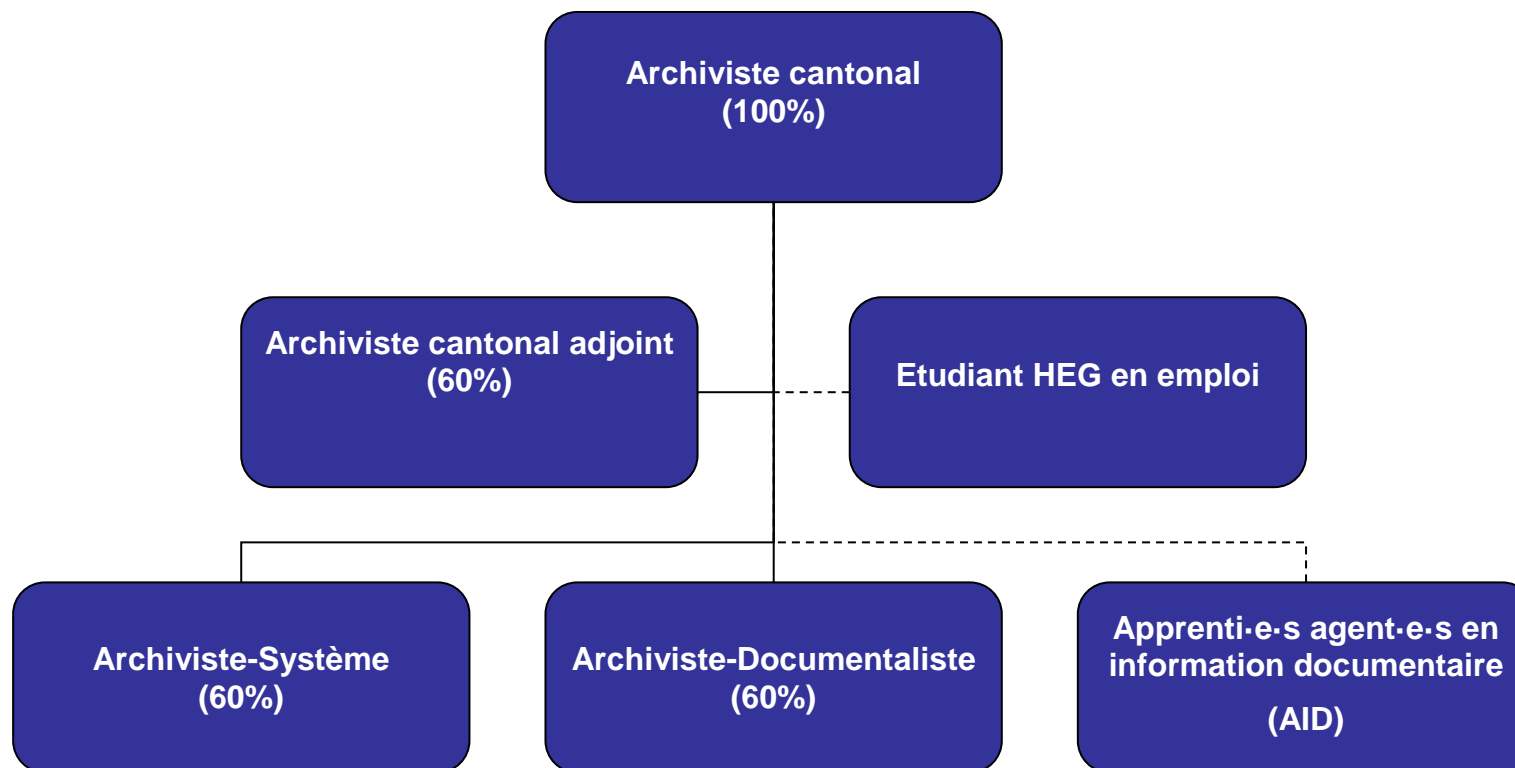 Archiviste cantonal
(100%)
Archiviste cantonal adjoint
(60%)
Etudiant HEG en emploi
Archiviste-Système
(60%)
Archiviste-Documentaliste
(60%)
Apprenti·e·s agent·e·s en
information documentaire
(AID)